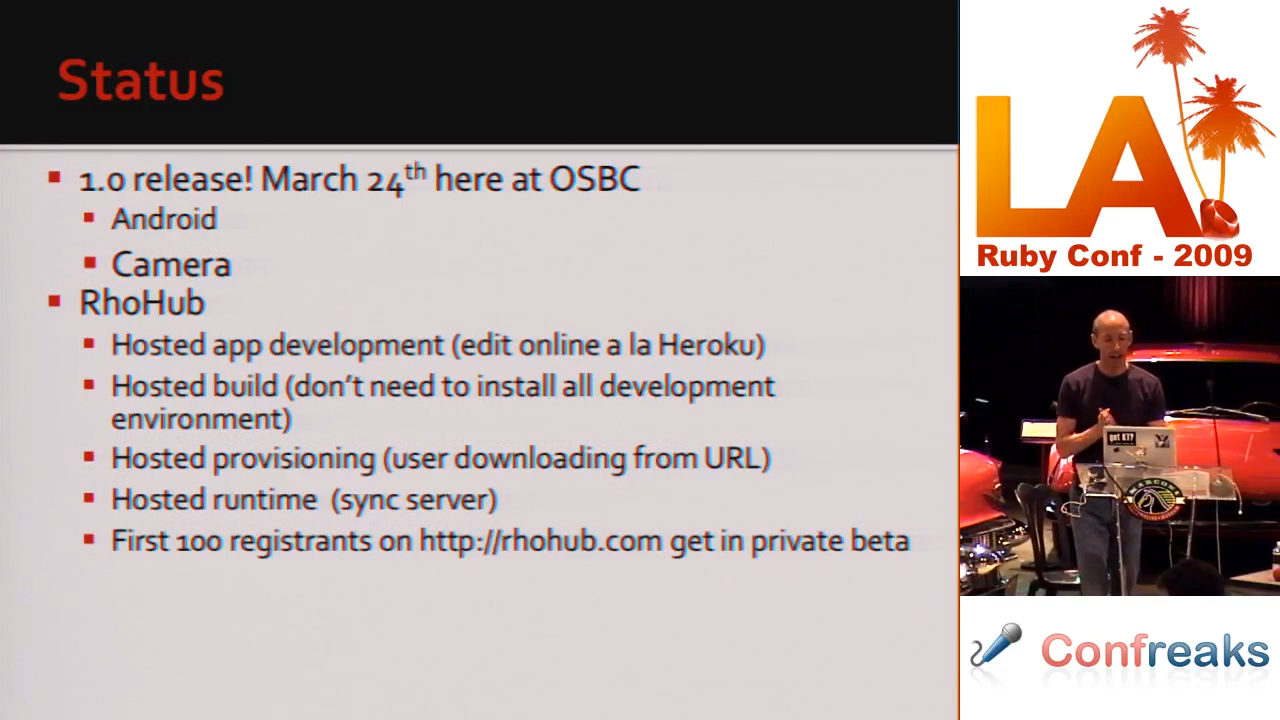 Status
1.0 release! March 24th here at OSBC
Android
Camera
RhoHub
Hosted app development (edit online a la Heroku)
Hosted build (don't need to install all development
environment)
Hosted provisioning (user downloading from URL)
Hosted runtime (sync server)
First 100 registrants on http://rhohub.com get in private beta
LA
Ruby Conf - 2009
got KT?
Confreaks